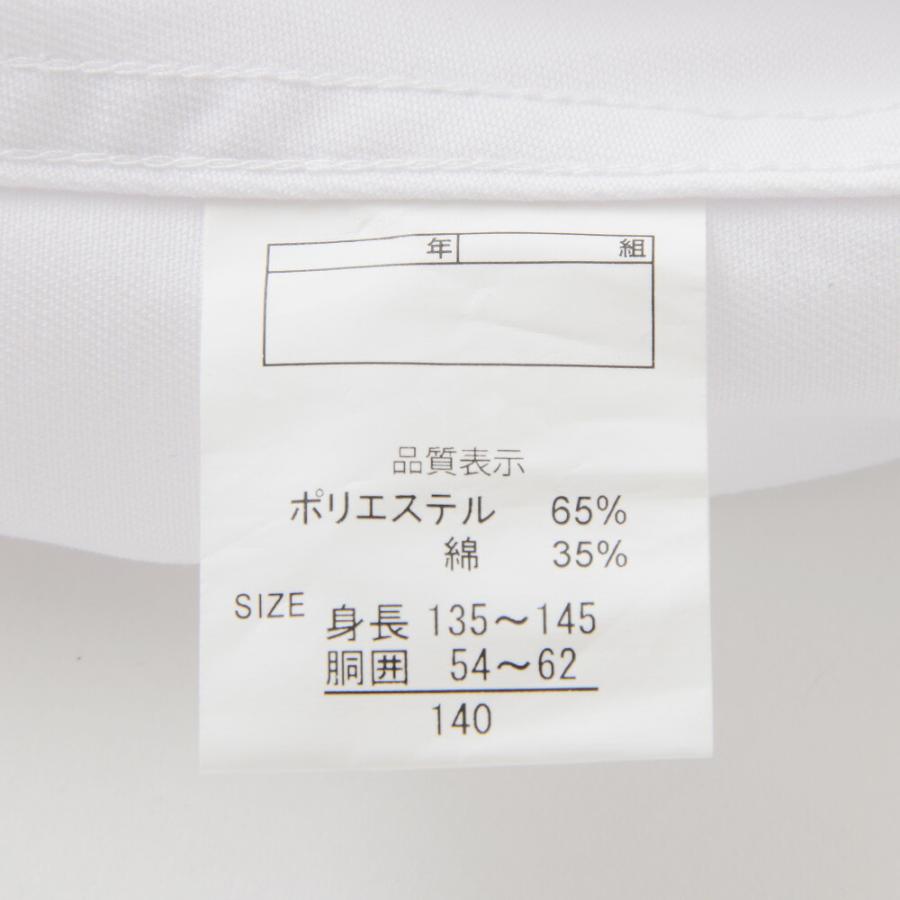 年 組
品質表示
ポリエステル 65%
綿 35%
SIZE 身長 135～145
胴囲 54～62
140